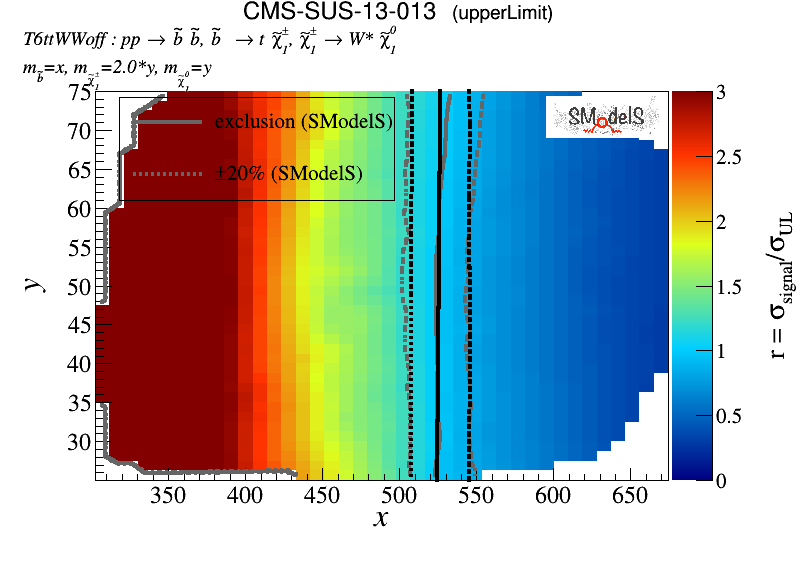 CMS-SUS-13-013 (upperLimit)
T6ttWWoff : pp → b̃ b̃, b̃ → t χ̃₁±, χ̃₁± → W* χ̃₁⁰
m_b̃=x, m_χ̃₁±=2.0*y, m_χ̃₁⁰=y
exclusion (SModelS)
±20% (SModelS)
SModelS
75
70
65
60
55
50
45
40
35
30
y
350 400 450 500 550 600 650
x
3
2.5
2
1.5
1
0.5
0
r = σsignal/σUL